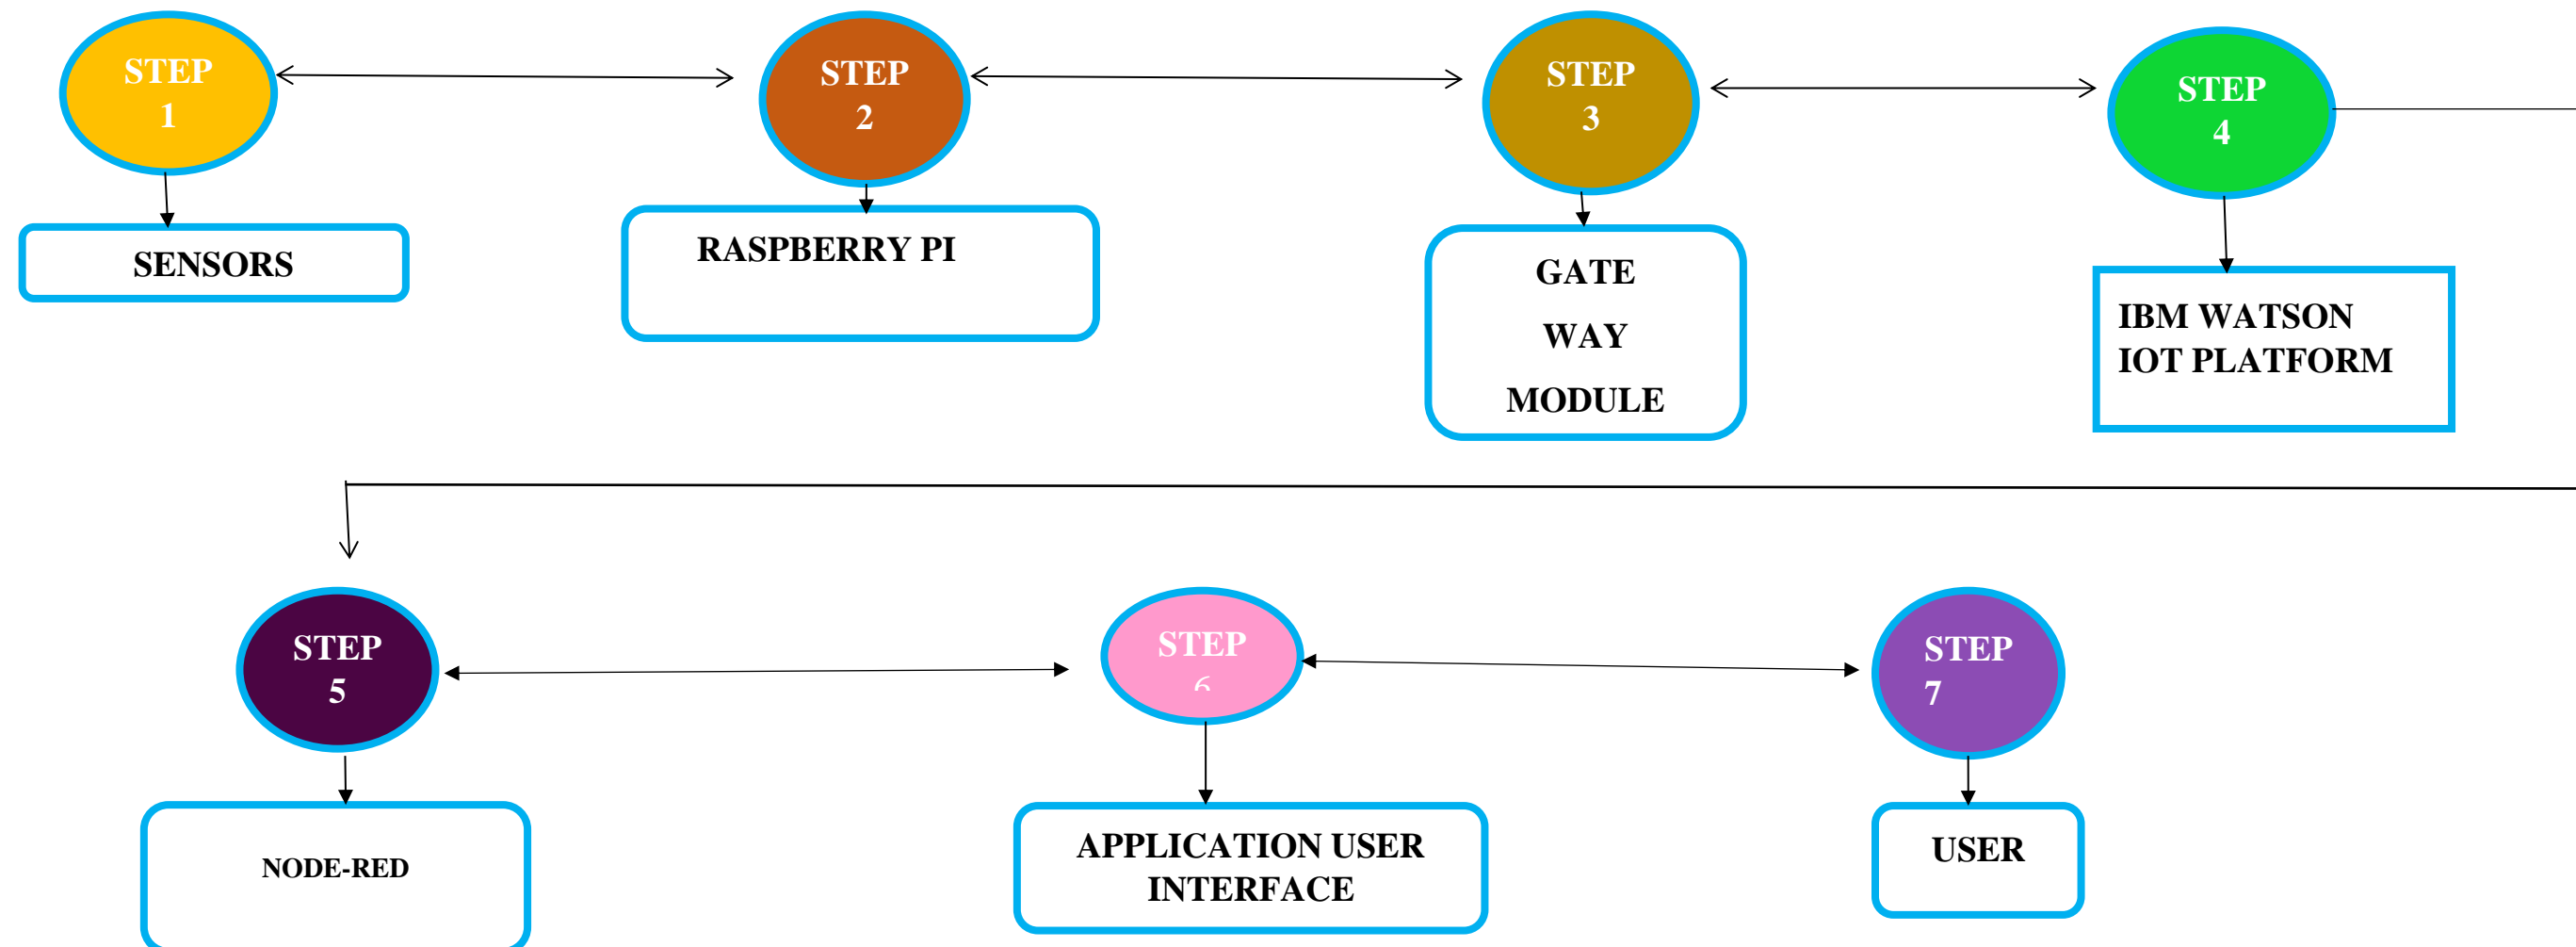 STEP
1
STEP
2
STEP
3
STEP
4
SENSORS
RASPBERRY PI
GATE
WAY
MODULE
IBM WATSON
IOT PLATFORM
STEP
5
STEP
6
STEP
7
NODE-RED
APPLICATION USER
INTERFACE
USER